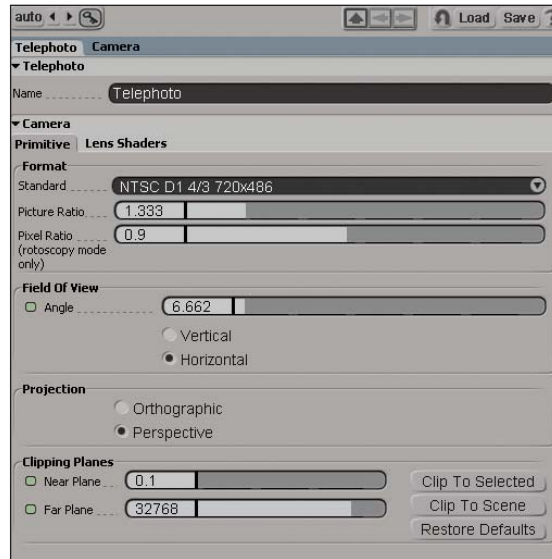 auto
Load Save ?
Telephoto Camera
Telephoto
Name Telephoto
Camera
Primitive Lens Shaders
Format
Standard NTSC D1 4/3 720x486
Picture Ratio 1.333
Pixel Ratio 0.9
(rotoscopy mode
only)
Field Of View
Angle 6.662
Vertical
Horizontal
Projection
Orthographic
Perspective
Clipping Planes
Near Plane 0.1 Clip To Selected
Far Plane 32768 Clip To Scene
Restore Defaults